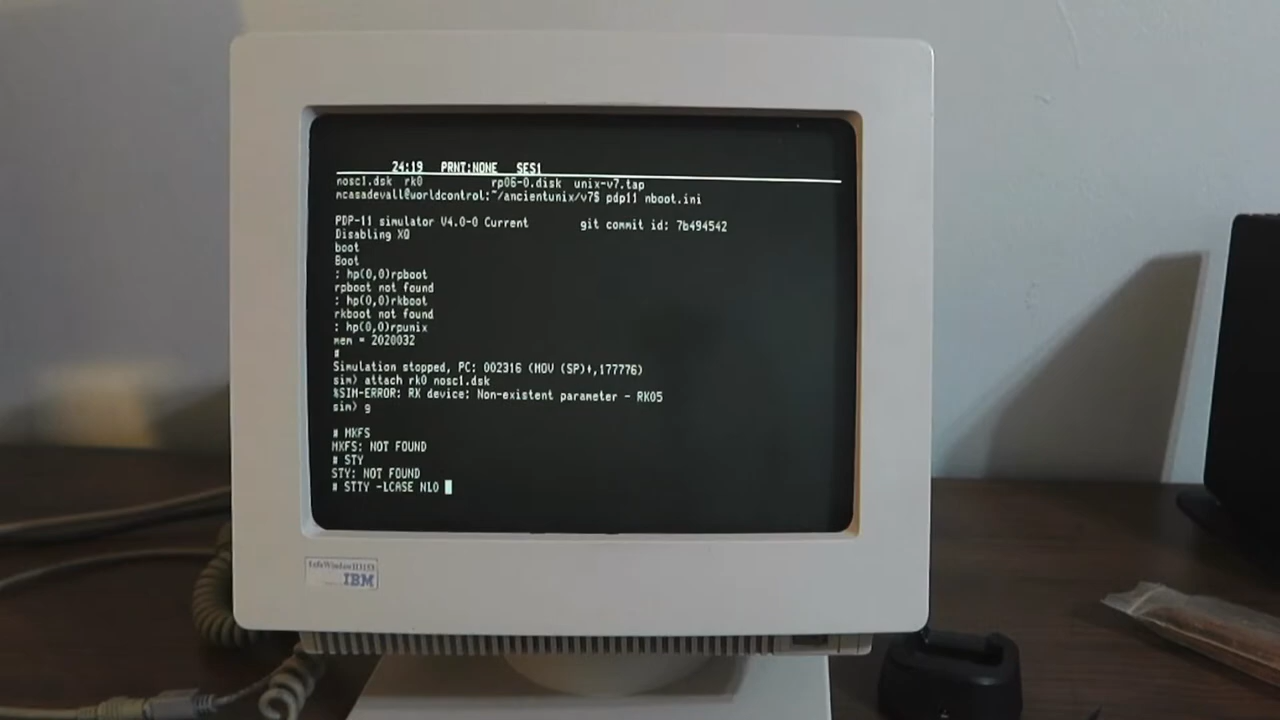 24:19 PRNT:NONE SES1
nosc1.dsk rk0 rp06-0.disk unix-v7.tap
mcasadevall@worldcontrol:~/ancientunix/v7$ pdp11 nboot.ini
PDP-11 simulator V4.0-0 Current git commit id: 7b494542
Disabling XQ
boot
Boot
: hp(0,0)rpboot
rpboot not found
: hp(0,0)rkboot
rkboot not found
: hp(0,0)rpunix
mem = 2020032
#
Simulation stopped, PC: 002316 (MOV (SP)+,177776)
sim> attach rk0 nosc1.dsk
%SIM-ERROR: RK device: Non-existent parameter - RK05
sim> g
# MKFS
MKFS: NOT FOUND
# STY
STY: NOT FOUND
# STTY -LCASE NL0
InfoWindow II 3153
IBM